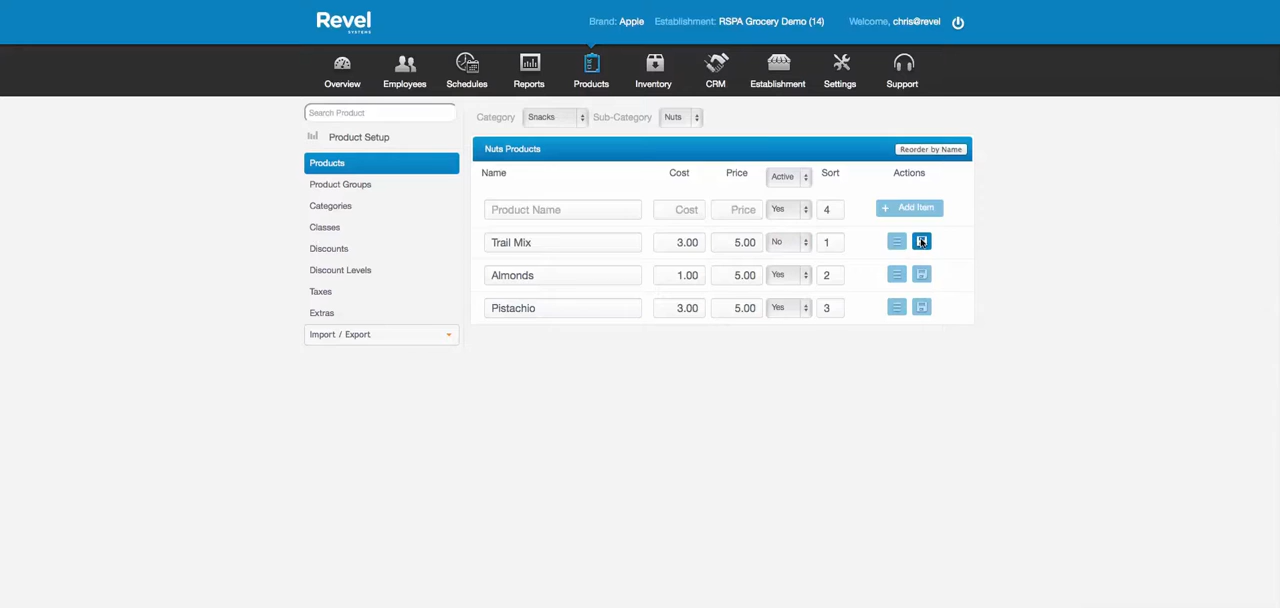 Revel
SYSTEMS
Brand: Apple Establishment: RSPA Grocery Demo (14) Welcome, chris@revel
Overview Employees Schedules Reports Products Inventory CRM Establishment Settings Support
Search Product
Category Snacks Sub-Category Nuts
Product Setup
Products
Product Groups
Categories
Classes
Discounts
Discount Levels
Taxes
Extras
Import / Export
Nuts Products Reorder by Name
Name Cost Price Active Sort Actions
Product Name Cost Price Yes 4 + Add Item
Trail Mix 3.00 5.00 No 1
Almonds 1.00 5.00 Yes 2
Pistachio 3.00 5.00 Yes 3